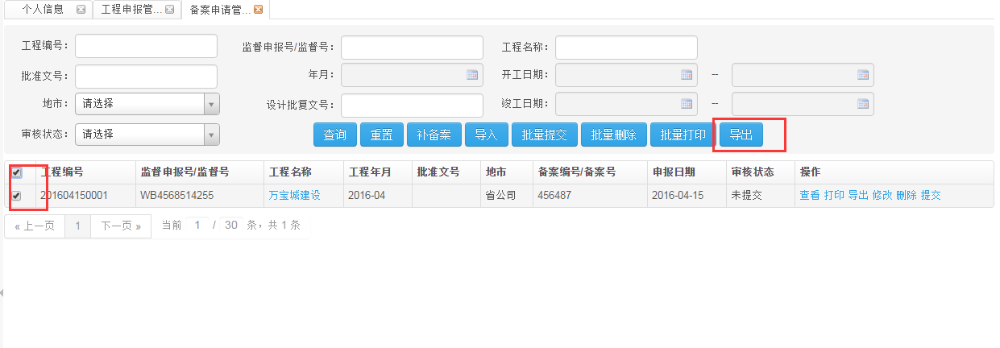 个人信息 工程申报管... 备案申请管...
工程编号： 监督申报号/监督号： 工程名称：
批准文号： 年月： 开工日期： --
地市： 请选择 设计批复文号： 竣工日期： --
审核状态： 请选择 查询 重置 补备案 导入 批量提交 批量删除 批量打印 导出
工程编号 监督申报号/监督号 工程名称 工程年月 批准文号 地市 备案编号/备案号 申报日期 审核状态 操作
201604150001 WB4568514255 万宝城建设 2016-04 省公司 456487 2016-04-15 未提交 查看 打印 导出 修改 删除 提交
« 上一页 1 下一页 » 当前 1 / 30 条，共 1 条